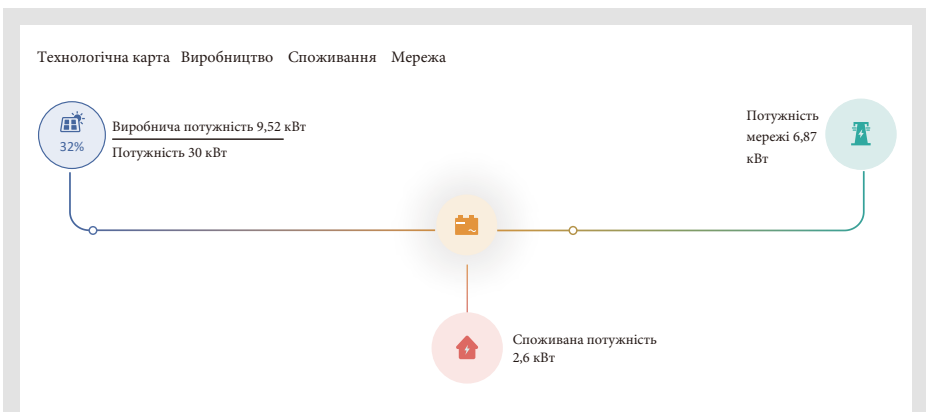 Технологічна карта Виробництво Споживання Мережа
32%
Виробнича потужність 9,52 кВт
Потужність 30 кВт
Потужність
мережі 6,87
кВт
Споживана потужність
2,6 кВт